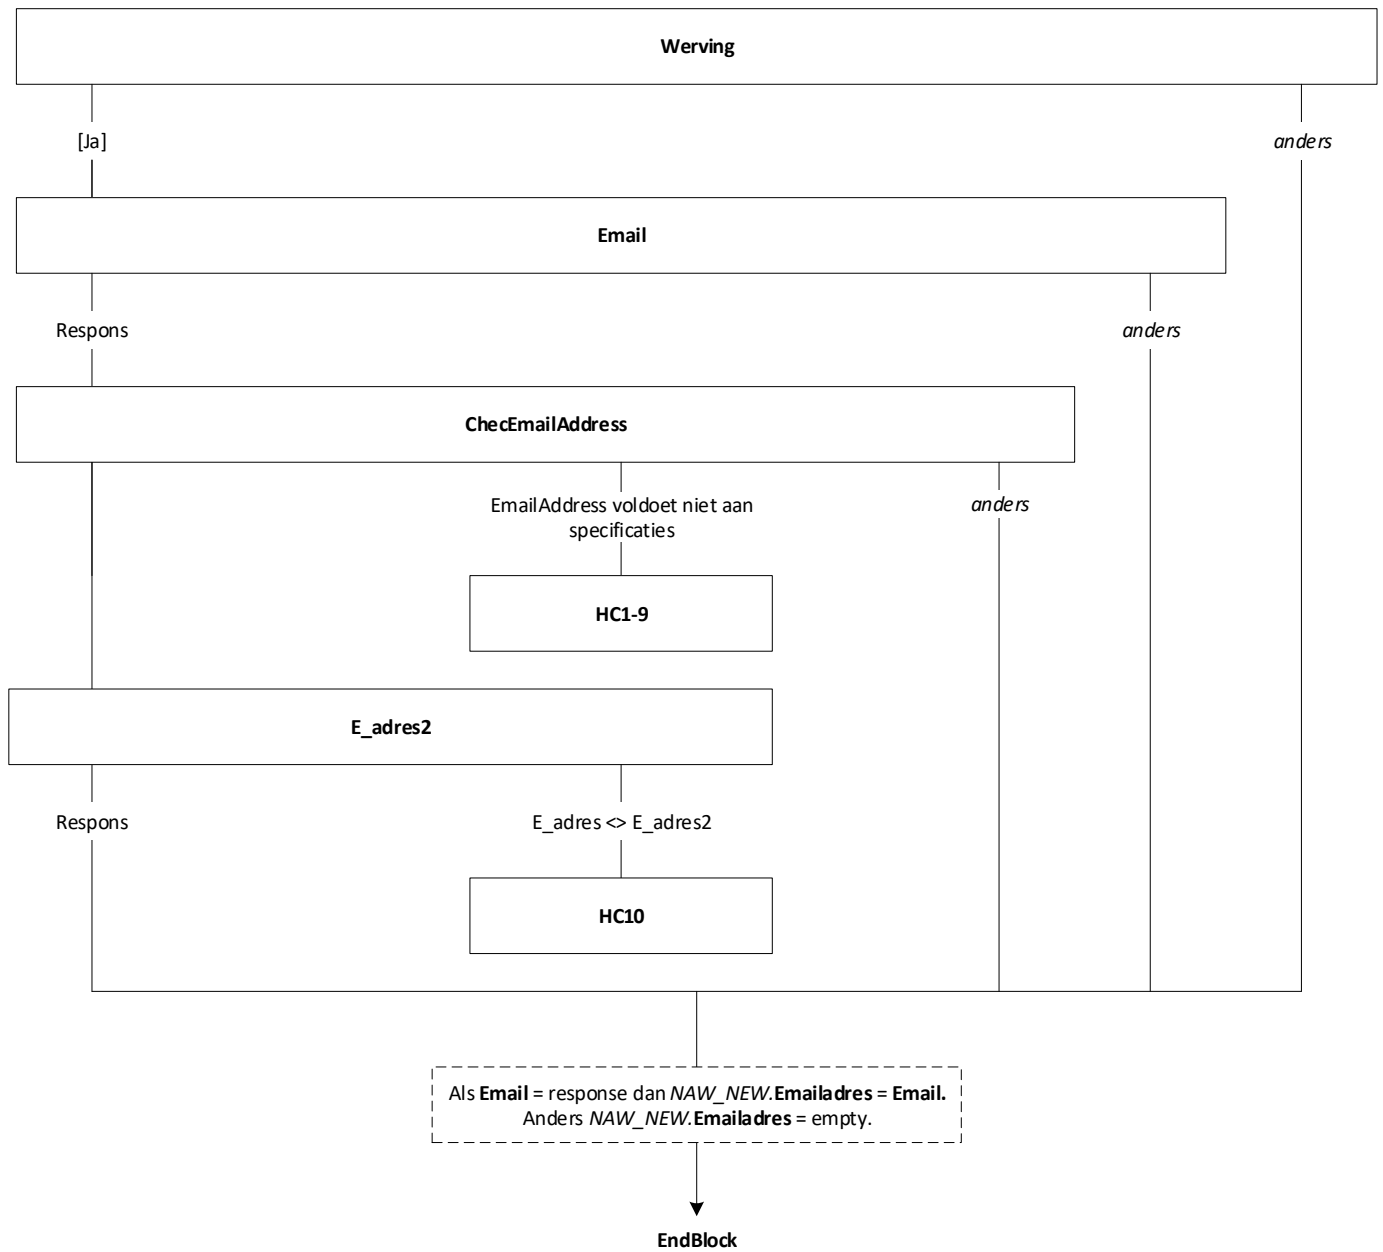 Werving
[Ja]
anders
Email
Respons
anders
ChecEmailAddress
EmailAddress voldoet niet aan
specificaties
anders
HC1-9
E_adres2
Respons
E_adres <> E_adres2
HC10
Als Email = response dan NAW_NEW.Emailadres = Email.
Anders NAW_NEW.Emailadres = empty.
EndBlock